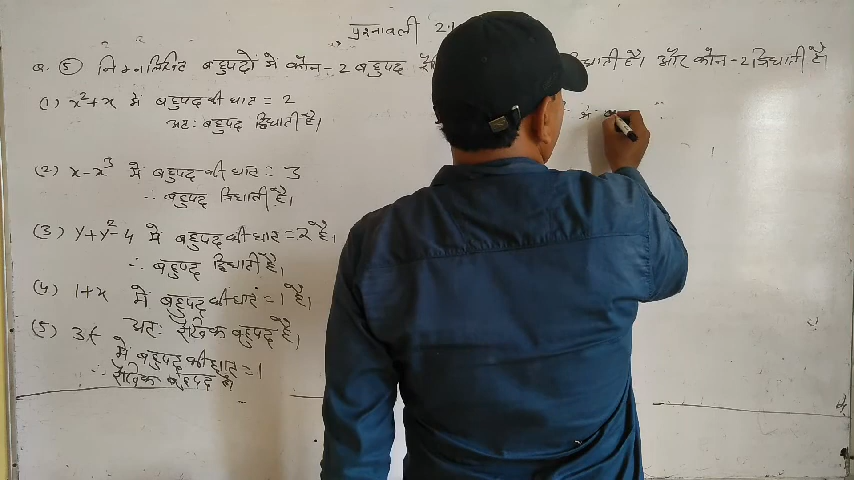 प्रश्नावली 2.1
Q. (5) निम्नलिखित बहुपदों में कौन-2 बहुपद द्विघाती है। और कौन-2 त्रिघाती है।
(1) x²+x में बहुपद की घात = 2
अतः बहुपद द्विघाती है।
(2) x-x³ में बहुपद की घात = 3
∴ बहुपद त्रिघाती है।
(3) y+y²-4 में बहुपद की घात = 2 है।
∴ बहुपद द्विघाती है।
(4) 1+x में बहुपद की घात = 1 है।
अतः रैखिक बहुपद है।
(5) 3t
में बहुपद की घात = 1
∴ रैखिक बहुपद है